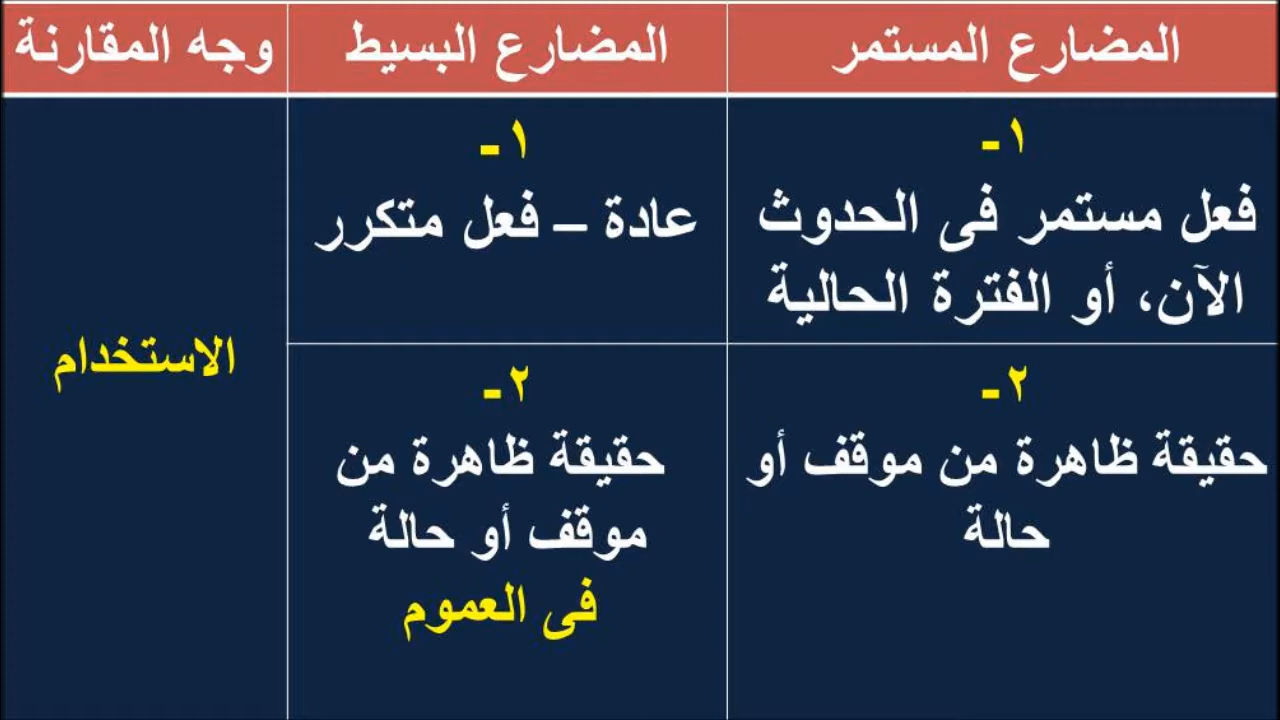 وجه المقارنة
المضارع البسيط
المضارع المستمر
الاستخدام
١-
عادة – فعل متكرر
١-
فعل مستمر فى الحدوث
الآن، أو الفترة الحالية
٢-
حقيقة ظاهرة من
موقف أو حالة
فى العموم
٢-
حقيقة ظاهرة من موقف أو
حالة